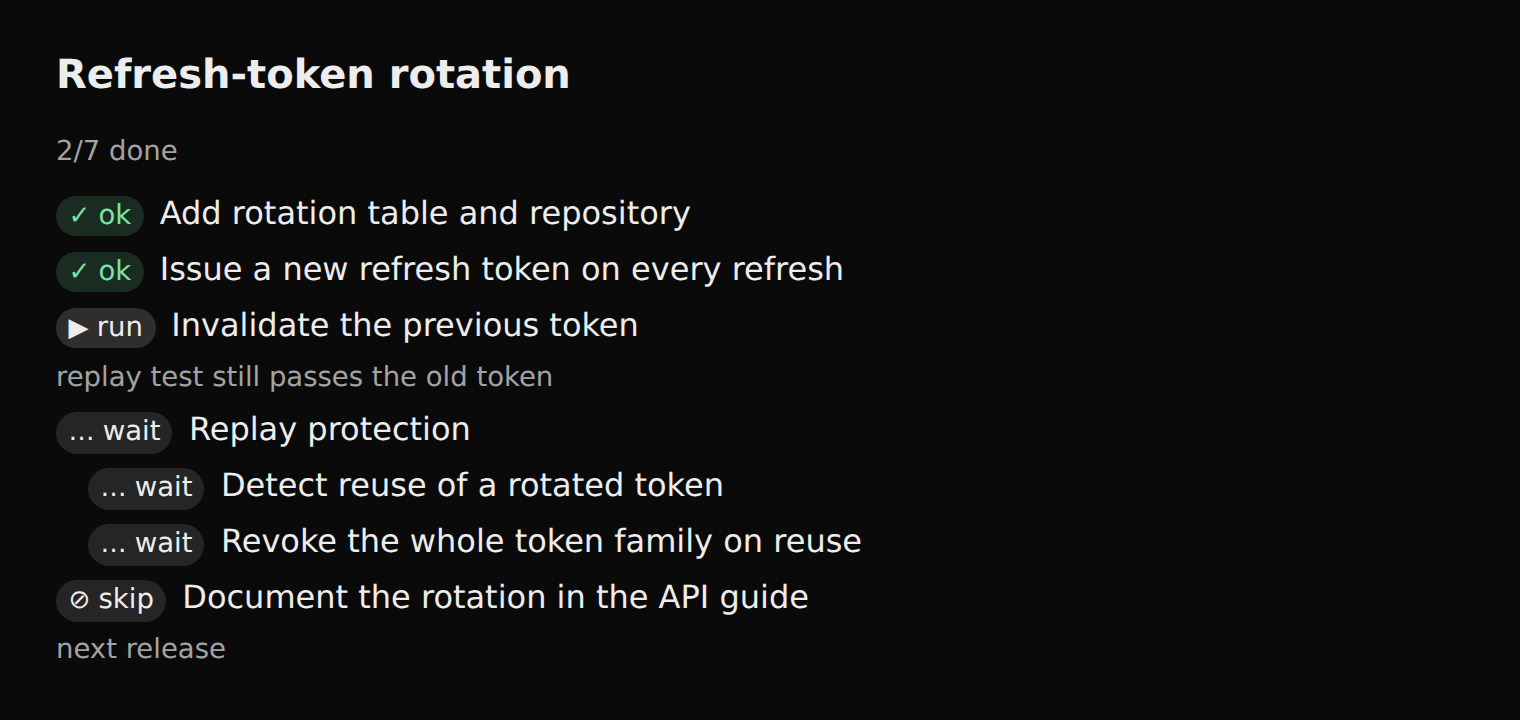 Refresh-token rotation
2/7 done
✓ ok Add rotation table and repository
✓ ok Issue a new refresh token on every refresh
▶ run Invalidate the previous token
replay test still passes the old token
… wait Replay protection
… wait Detect reuse of a rotated token
… wait Revoke the whole token family on reuse
⊘ skip Document the rotation in the API guide
next release